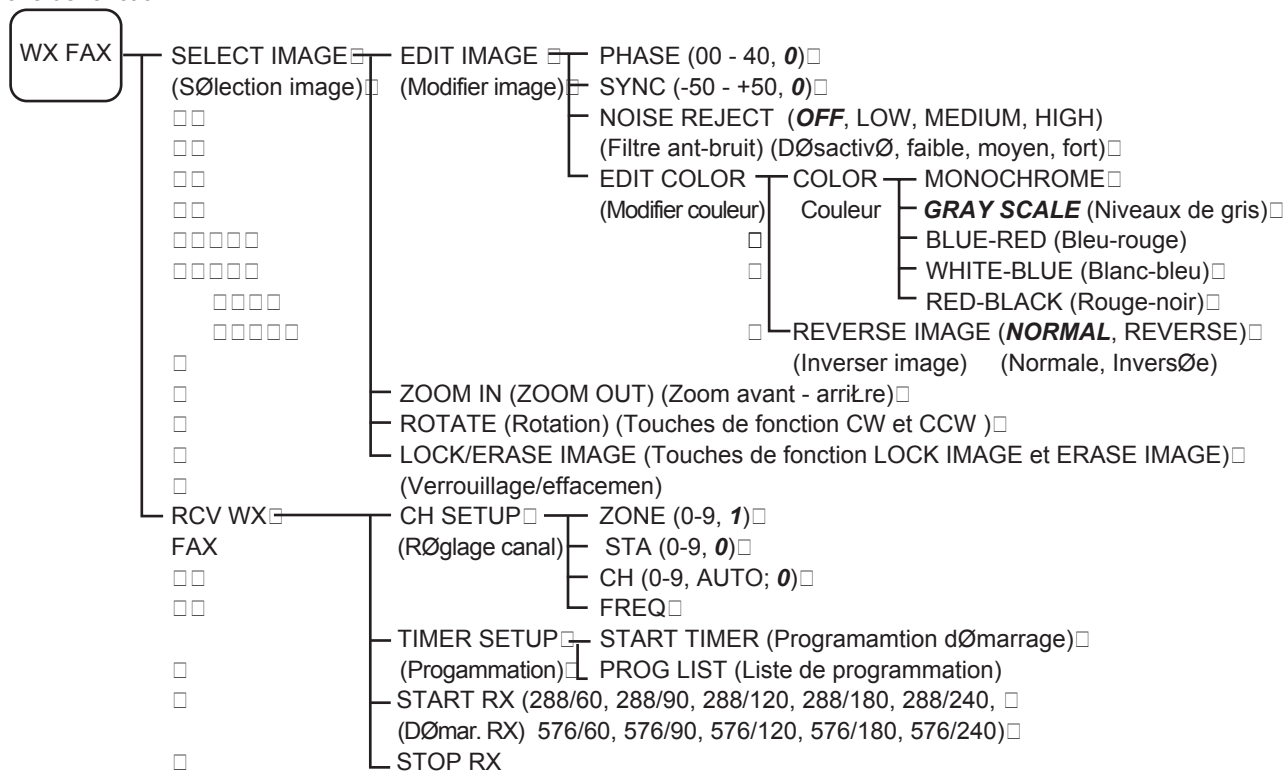 WX FAX
SELECT IMAGE□ EDIT IMAGE □ PHASE (00 - 40, 0)□
(SØlection image)□ (Modifier image)□ SYNC (-50 - +50, 0)□
□□ NOISE REJECT (OFF, LOW, MEDIUM, HIGH)
□□ (Filtre ant-bruit) (DØsactivØ, faible, moyen, fort)□
□□ EDIT COLOR COLOR MONOCHROME□
□□ (Modifier couleur) Couleur GRAY SCALE (Niveaux de gris)□
□□□□□ □ BLUE-RED (Bleu-rouge)
□□□□□ □ WHITE-BLUE (Blanc-bleu)□
□□□□ RED-BLACK (Rouge-noir)□
□□□□□ □ REVERSE IMAGE (NORMAL, REVERSE)□
□ (Inverser image) (Normale, InversØe)
□ ZOOM IN (ZOOM OUT) (Zoom avant - arriŁre)□
□ ROTATE (Rotation) (Touches de fonction CW et CCW )□
□ LOCK/ERASE IMAGE (Touches de fonction LOCK IMAGE et ERASE IMAGE)□
□ (Verrouillage/effacemen)
RCV WX□ CH SETUP□ ZONE (0-9, 1)□
FAX (RØglage canal) STA (0-9, 0)□
□□ CH (0-9, AUTO; 0)□
□□ FREQ□
TIMER SETUP□ START TIMER (Programamtion dØmarrage)□
□ (Progammation)□ PROG LIST (Liste de programmation)
□ START RX (288/60, 288/90, 288/120, 288/180, 288/240, □
(DØmar. RX) 576/60, 576/90, 576/120, 576/180, 576/240)□
□ STOP RX